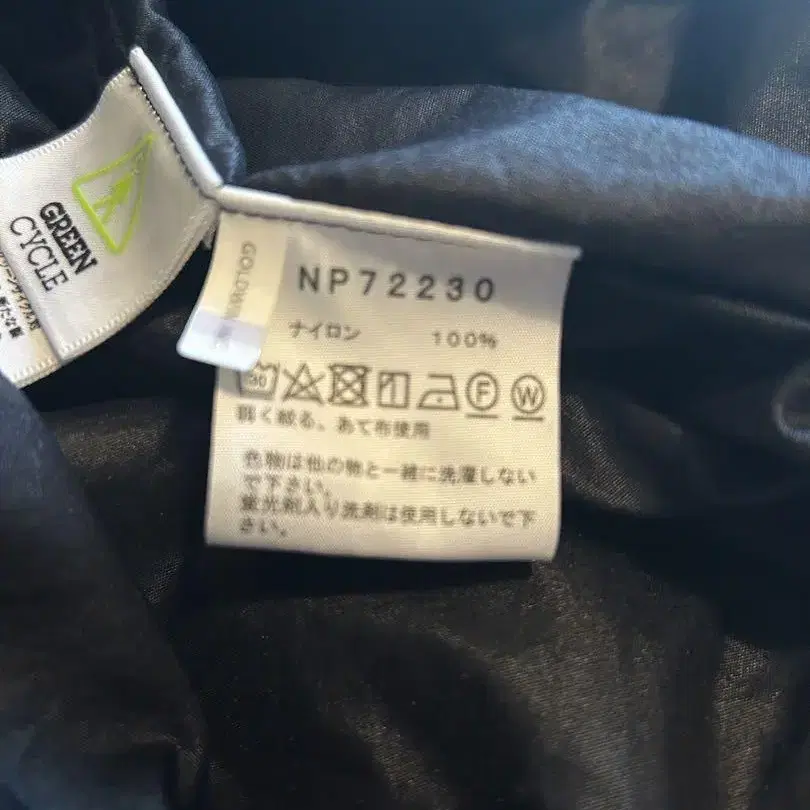 GREEN
CYCLE
GOLDWIN INC.
NP72230
ナイロン 100%
30 F W
弱く絞る、あて布使用
色物は他の物と一緒に洗濯しない
で下さい。
蛍光剤入り洗剤は使用しないで下
さい。